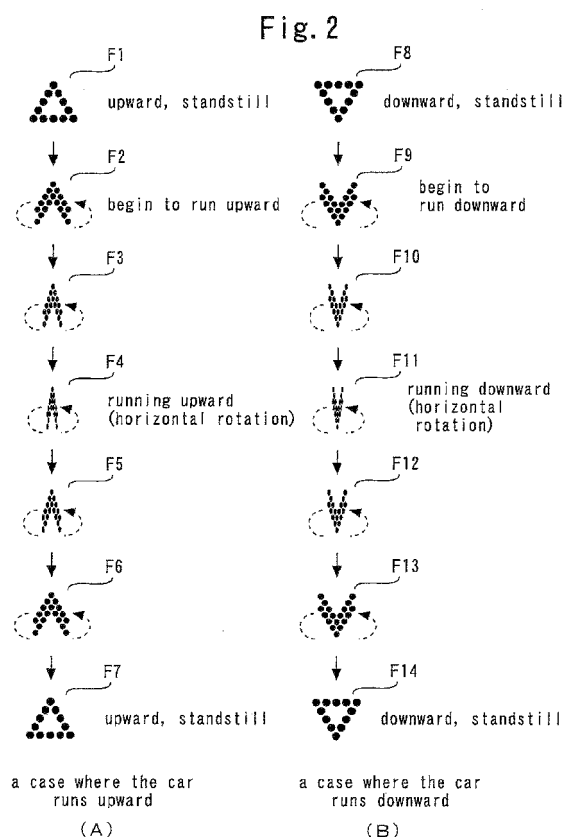 Fig. 2
F1
upward, standstill
F2
begin to run upward
F3
F4
running upward
(horizontal rotation)
F5
F6
F7
upward, standstill
a case where the car
runs upward
(A)
F8
downward, standstill
F9
begin to
run downward
F10
F11
running downward
(horizontal
rotation)
F12
F13
F14
downward, standstill
a case where the car
runs downward
(B)